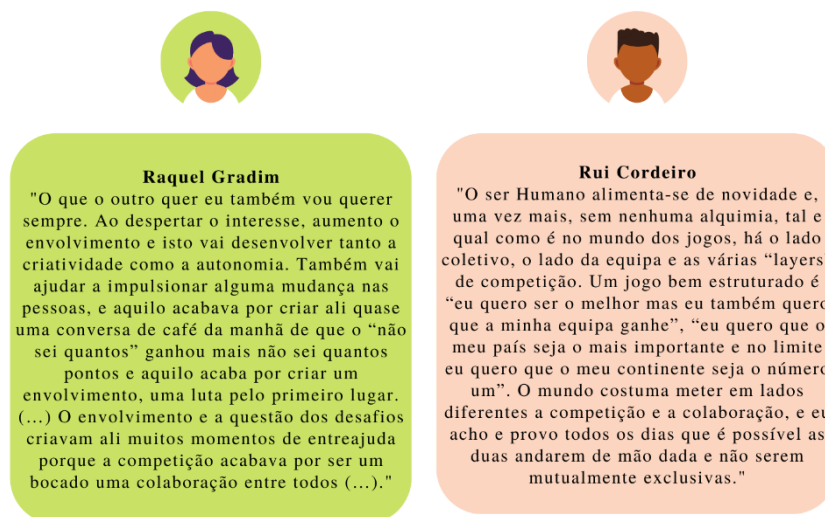 Raquel Gradim
"O que o outro quer eu também vou querer
sempre. Ao despertar o interesse, aumento o
envolvimento e isto vai desenvolver tanto a
criatividade como a autonomia. Também vai
ajudar a impulsionar alguma mudança nas
pessoas, e aquilo acabava por criar ali quase
uma conversa de café da manhã de que o “não
sei quantos” ganhou mais não sei quantos
pontos e aquilo acaba por criar um
envolvimento, uma luta pelo primeiro lugar.
(...) O envolvimento e a questão dos desafios
criavam ali muitos momentos de entreajuda
porque a competição acabava por ser um
bocado uma colaboração entre todos (...)."
Rui Cordeiro
"O ser Humano alimenta-se de novidade e,
uma vez mais, sem nenhuma alquimia, tal e
qual como é no mundo dos jogos, há o lado
coletivo, o lado da equipa e as várias “layers
de competição. Um jogo bem estruturado é
“eu quero ser o melhor mas eu também quero
que a minha equipa ganhe”, “eu quero que o
meu país seja o mais importante e no limite
eu quero que o meu continente seja o número
um”. O mundo costuma meter em lados
diferentes a competição e a colaboração, e eu
acho e provo todos os dias que é possível as
duas andarem de mão dada e não serem
mutualmente exclusivas."